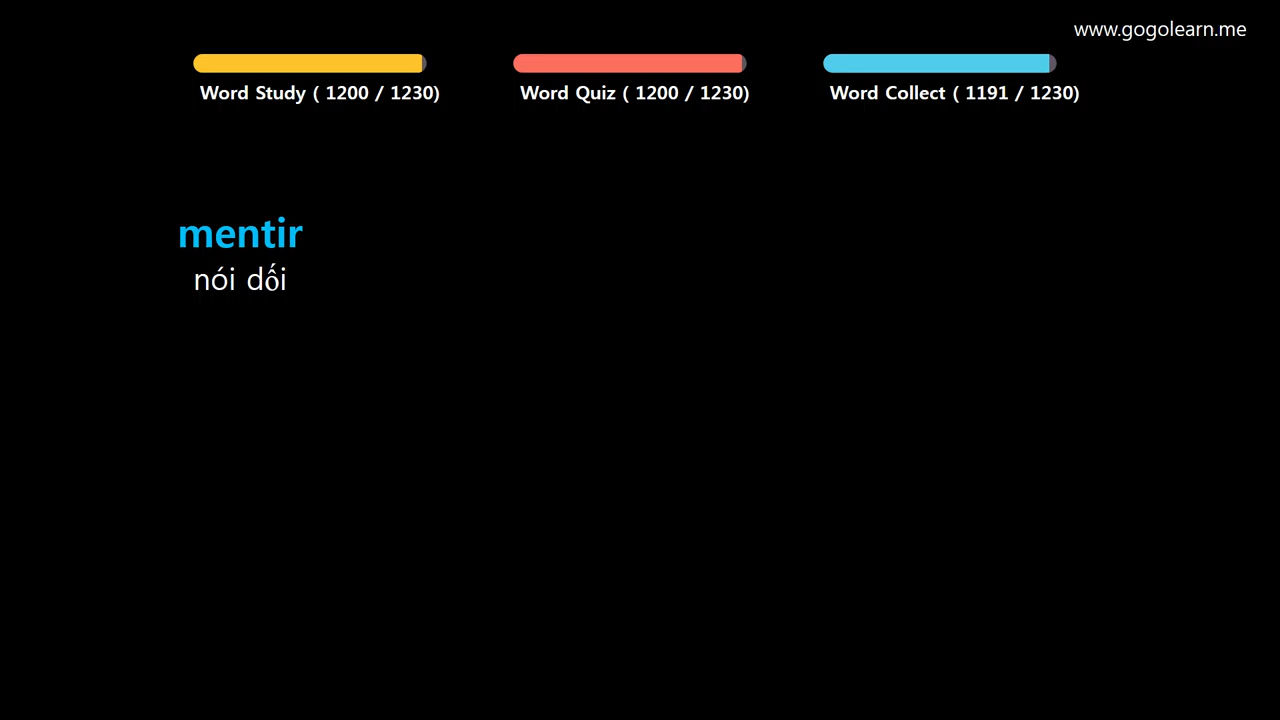 www.gogolearn.me
Word Study ( 1200 / 1230)
Word Quiz ( 1200 / 1230)
Word Collect ( 1191 / 1230)
mentir
nói dối